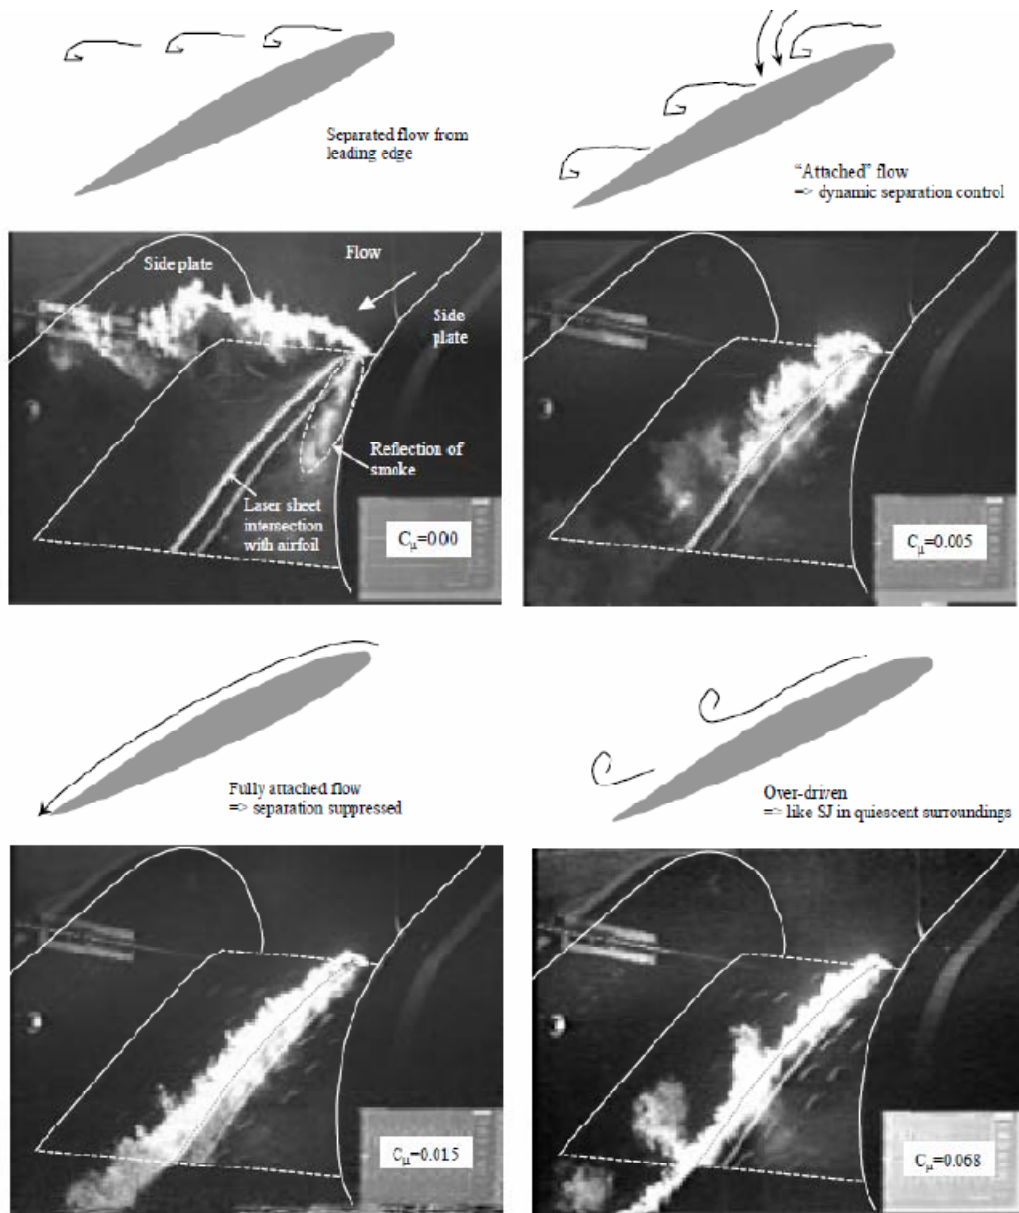 Separated flow from
leading edge
“Attached” flow
=> dynamic separation control
Side plate
Flow
Side
plate
Reflection of
smoke
Laser sheet
intersection
with airfoil
Cμ=000
Cμ=0.005
Fully attached flow
=> separation suppressed
Over-driven
=> like SJ in quiescent surroundings
Cμ=0.015
Cμ=0.068